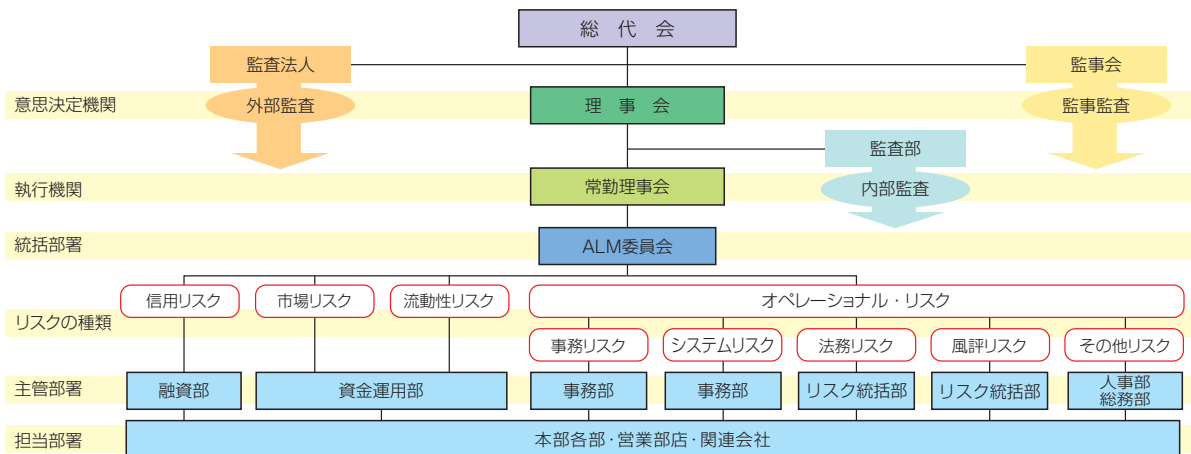 総代会
監査法人
監事会
意思決定機関
外部監査
理事会
監事監査
監査部
執行機関
常勤理事会
内部監査
統括部署
ALM委員会
信用リスク
市場リスク
流動性リスク
オペレーショナル・リスク
リスクの種類
事務リスク
システムリスク
法務リスク
風評リスク
その他リスク
主管部署
融資部
資金運用部
事務部
事務部
リスク統括部
リスク統括部
人事部
総務部
担当部署
本部各部・営業部店・関連会社